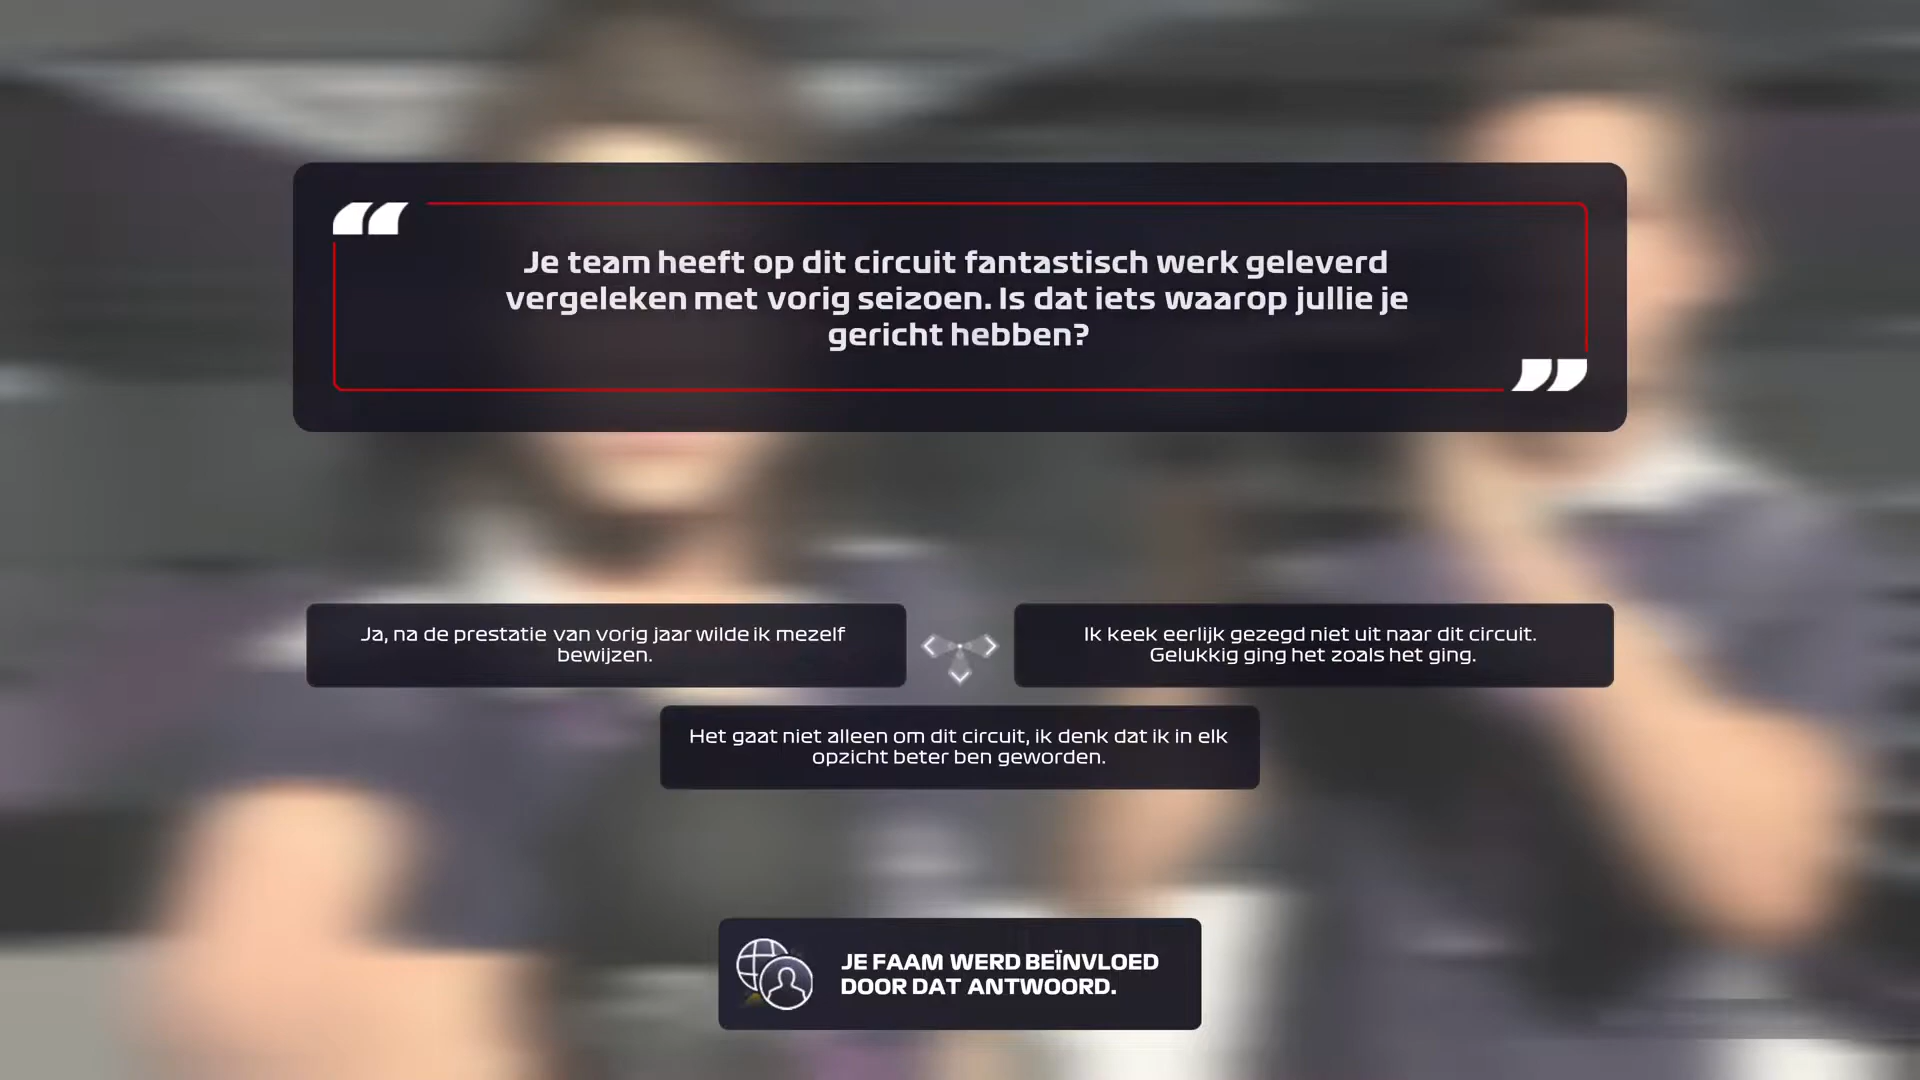 Je team heeft op dit circuit fantastisch werk geleverd
vergeleken met vorig seizoen. Is dat iets waarop jullie je
gericht hebben?
Ja, na de prestatie van vorig jaar wilde ik mezelf
bewijzen.
Ik keek eerlijk gezegd niet uit naar dit circuit.
Gelukkig ging het zoals het ging.
Het gaat niet alleen om dit circuit, ik denk dat ik in elk
opzicht beter ben geworden.
JE FAAM WERD BEÏNVLOED
DOOR DAT ANTWOORD.